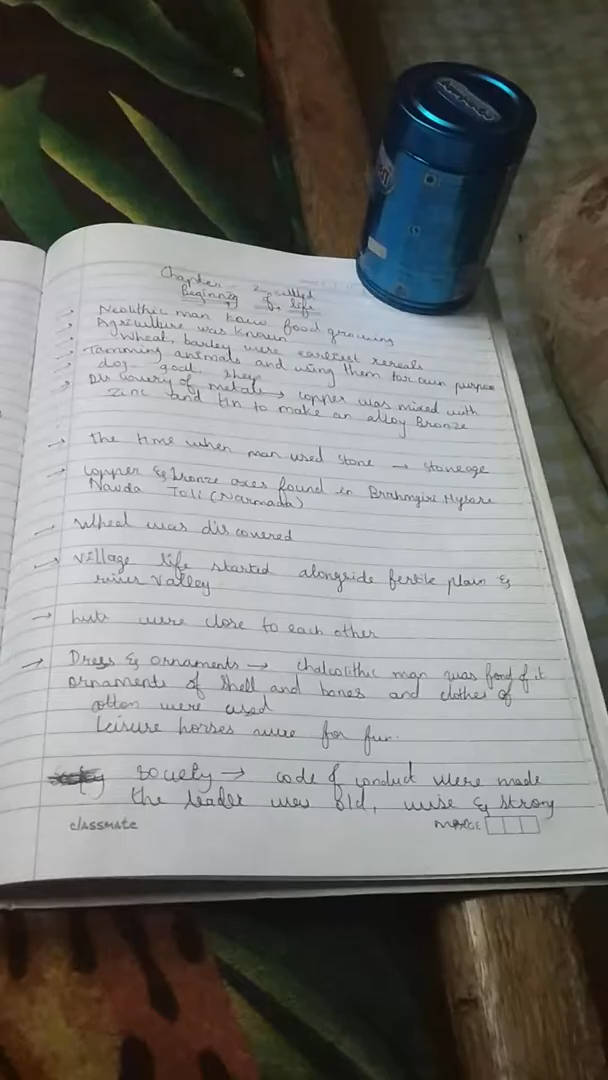 Chapter - 2 settled
Beginning of life
→ Neolithic man know food growing
→ Agriculture was known
→ Wheat, barley were earliest cereals
→ Tamming animals and using them for own purpose
dog, goat, sheep
→ Discovery of metals → copper was mixed with
zinc and tin to make an alloy Bronze
→ the time when man used stone → stoneage
→ copper & bronze axes found in Brahmgiri Mysore
Navda Toli (Narmada)
→ Wheel was discovered
→ village life started alongside fertile plain &
river valley
→ huts were close to each other
→ Dress & ornaments → chalcolithic man was fond of it
ornaments of shell and bones and clothes of
cotton were used
Leisure horses were for fun.
society → code of conduct were made
the leader was old, wise & strong
classmate
PAGE